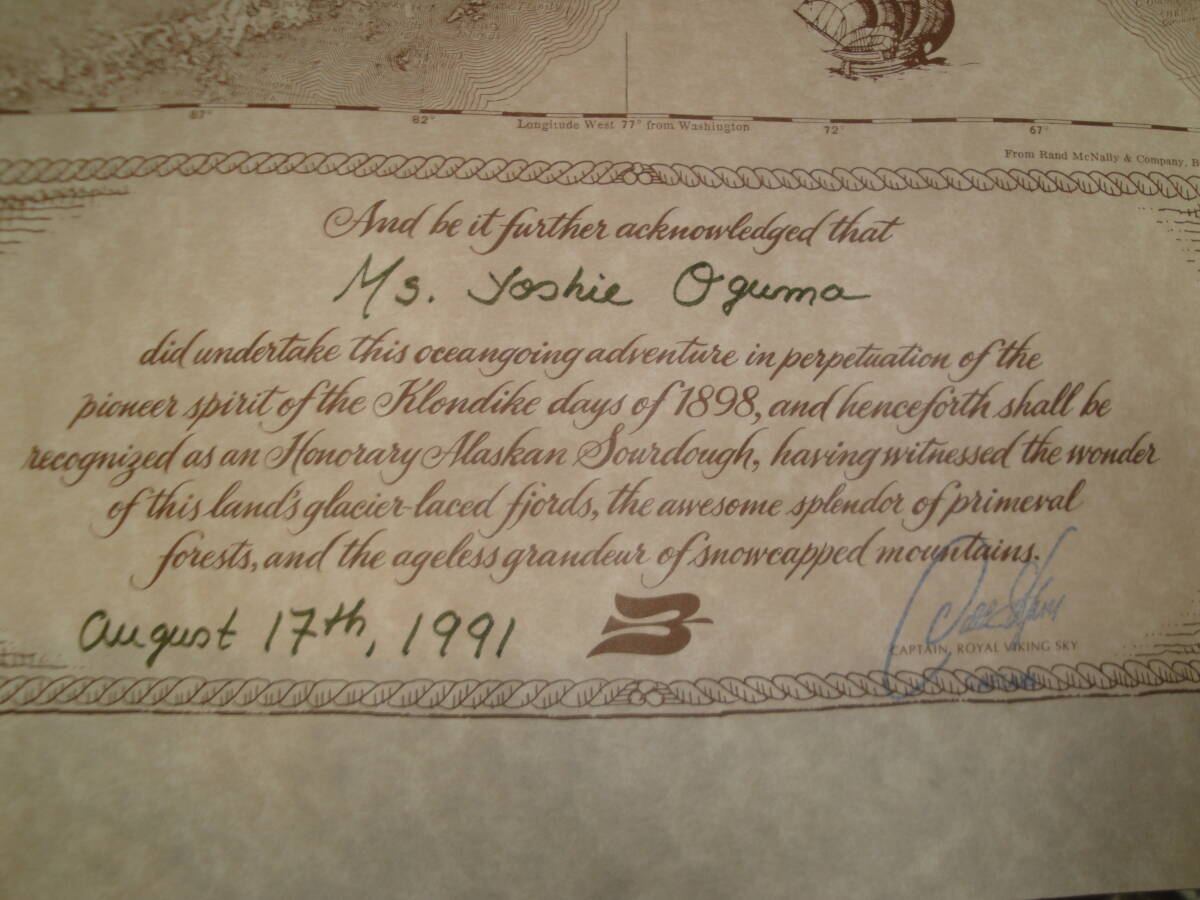 87° 82° Longitude West 77° from Washington 72° 67°
From Rand McNally & Company,
And be it further acknowledged that
Ms. Yoshie Oguma
did undertake this oceangoing adventure in perpetuation of the
pioneer spirit of the Klondike days of 1898, and henceforth shall be
recognized as an Honorary Alaskan Sourdough, having witnessed the wonder
of this land's glacier-laced fjords, the awesome splendor of primeval
forests, and the ageless grandeur of snowcapped mountains.
August 17th, 1991
CAPTAIN, ROYAL VIKING SKY
CAPTAIN